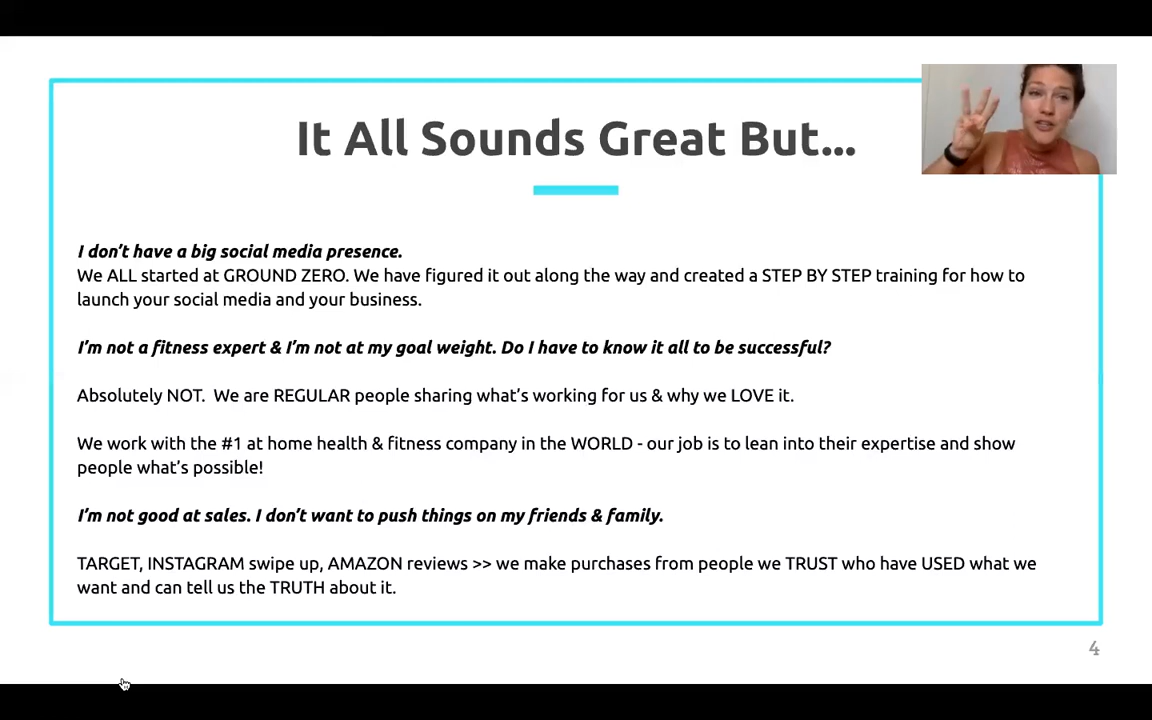 It All Sounds Great But...
I don't have a big social media presence.
We ALL started at GROUND ZERO. We have figured it out along the way and created a STEP BY STEP training for how to
launch your social media and your business.
I'm not a fitness expert & I'm not at my goal weight. Do I have to know it all to be successful?
Absolutely NOT.  We are REGULAR people sharing what's working for us & why we LOVE it.
We work with the #1 at home health & fitness company in the WORLD - our job is to lean into their expertise and show
people what's possible!
I'm not good at sales. I don't want to push things on my friends & family.
TARGET, INSTAGRAM swipe up, AMAZON reviews >> we make purchases from people we TRUST who have USED what we
want and can tell us the TRUTH about it.
4